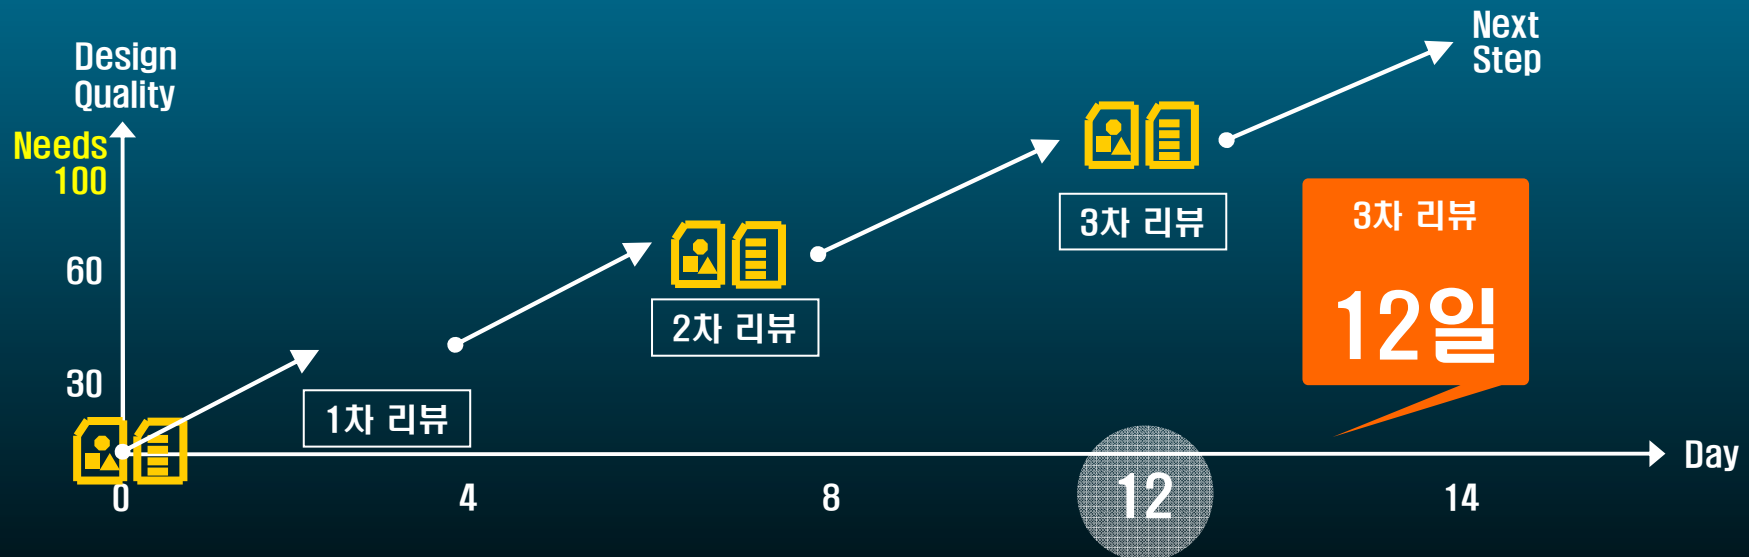 Next
Step
Design
Quality
Needs
100
3차 리뷰
3차 리뷰
60
12일
2차 리뷰
30
1차 리뷰
Day
0
4
8
12
14